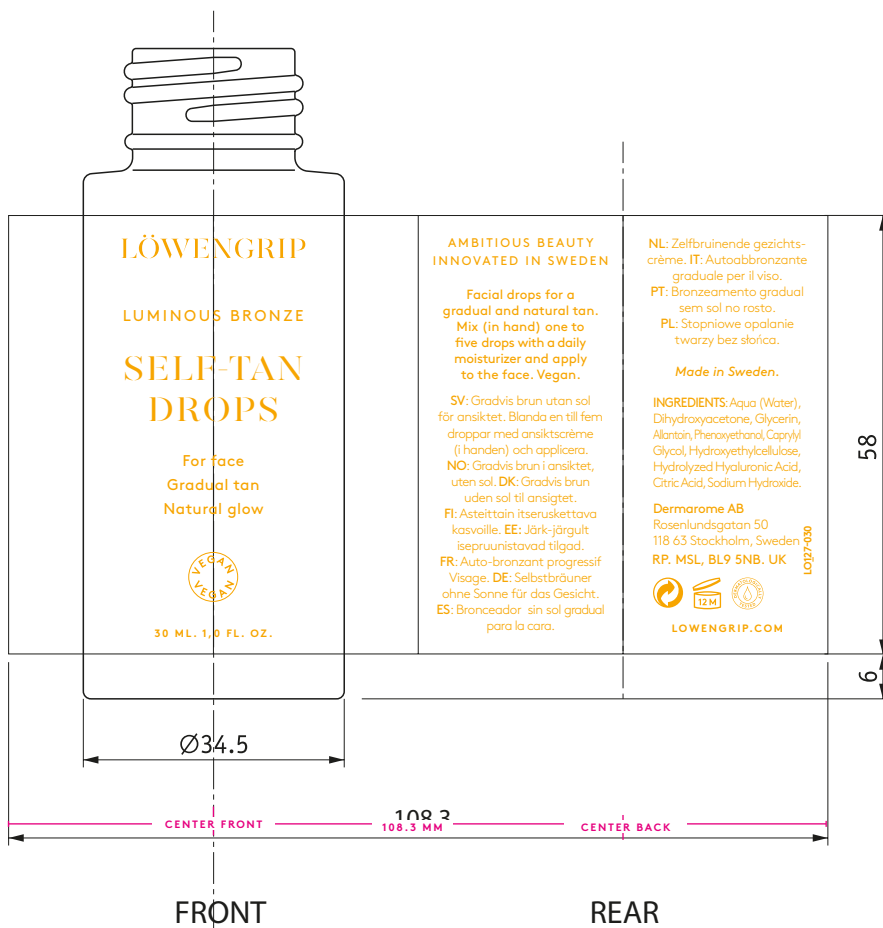 LÖWENGRIP
LUMINOUS BRONZE
SELF-TAN
DROPS
For face
Gradual tan
Natural glow
VEGAN
VEGAN
30 ML. 1,0 FL. OZ.
AMBITIOUS BEAUTY
INNOVATED IN SWEDEN
Facial drops for a
gradual and natural tan.
Mix (in hand) one to
five drops with a daily
moisturizer and apply
to the face. Vegan.
SV: Gradvis brun utan sol
för ansiktet. Blanda en till fem
droppar med ansiktscrème
(i handen) och applicera.
NO: Gradvis brun i ansiktet,
uten sol. DK: Gradvis brun
uden sol til ansigtet.
FI: Asteittain itseruskettava
kasvoille. EE: Järk-järgult
isepruunistavad tilgad.
FR: Auto-bronzant progressif
Visage. DE: Selbstbräuner
ohne Sonne für das Gesicht.
ES: Bronceador sin sol gradual
para la cara.
NL: Zelfbruinende gezichts-
crème. IT: Autoabbronzante
graduale per il viso.
PT: Bronzeamento gradual
sem sol no rosto.
PL: Stopniowe opalanie
twarzy bez słońca.
Made in Sweden.
INGREDIENTS: Aqua (Water),
Dihydroxyacetone, Glycerin,
Allantoin, Phenoxyethanol, Caprylyl
Glycol, Hydroxyethylcellulose,
Hydrolyzed Hyaluronic Acid,
Citric Acid, Sodium Hydroxide.
Dermarome AB
Rosenlundsgatan 50
118 63 Stockholm, Sweden
RP. MSL, BL9 5NB. UK
LO127-030
12 M
LOWENGRIP.COM
58
6
Ø34.5
108.3
CENTER FRONT
108.3 MM
CENTER BACK
FRONT
REAR